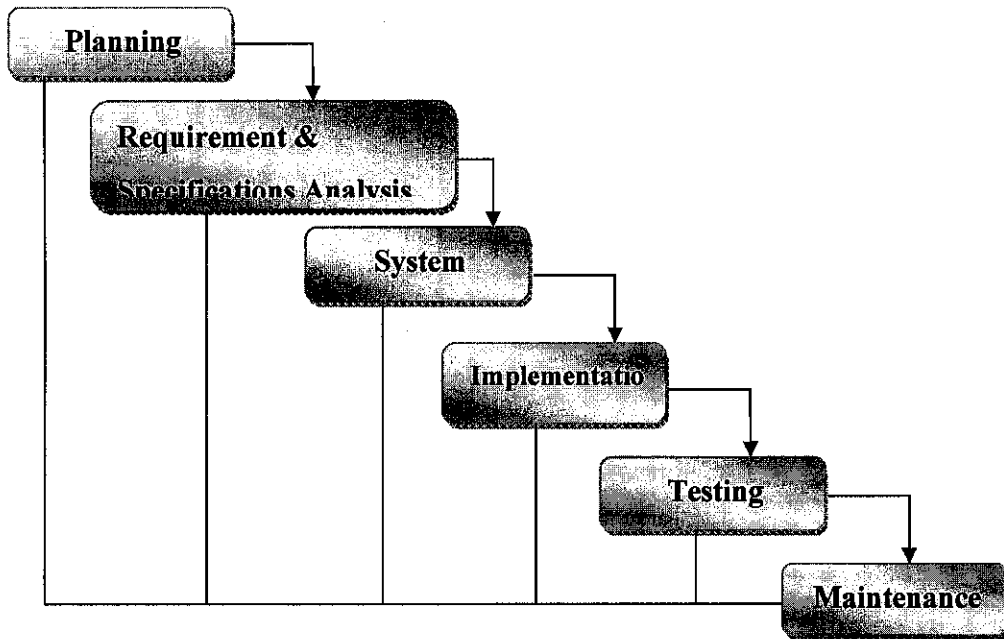 Planning
Requirement &
Specifications Analysis
System
Implementatio
Testing
Maintenance